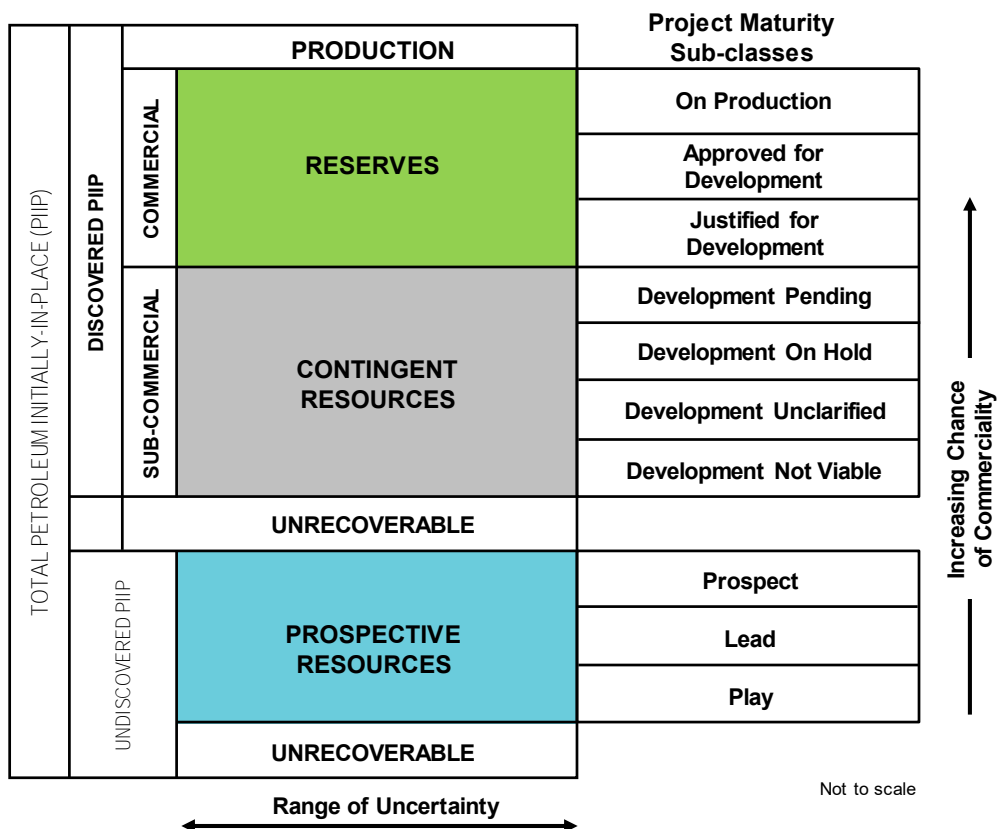 Project Maturity
Sub-classes
PRODUCTION
TOTAL PETROLEUM INITIALLY-IN-PLACE (PIIP)
DISCOVERED PIIP
COMMERCIAL
RESERVES
On Production
Approved for
Development
Justified for
Development
SUB-COMMERCIAL
CONTINGENT
RESOURCES
Development Pending
Development On Hold
Development Unclarified
Development Not Viable
UNRECOVERABLE
UNDISCOVERED PIIP
PROSPECTIVE
RESOURCES
Prospect
Lead
Play
UNRECOVERABLE
Increasing Chance
of Commerciality
Not to scale
Range of Uncertainty